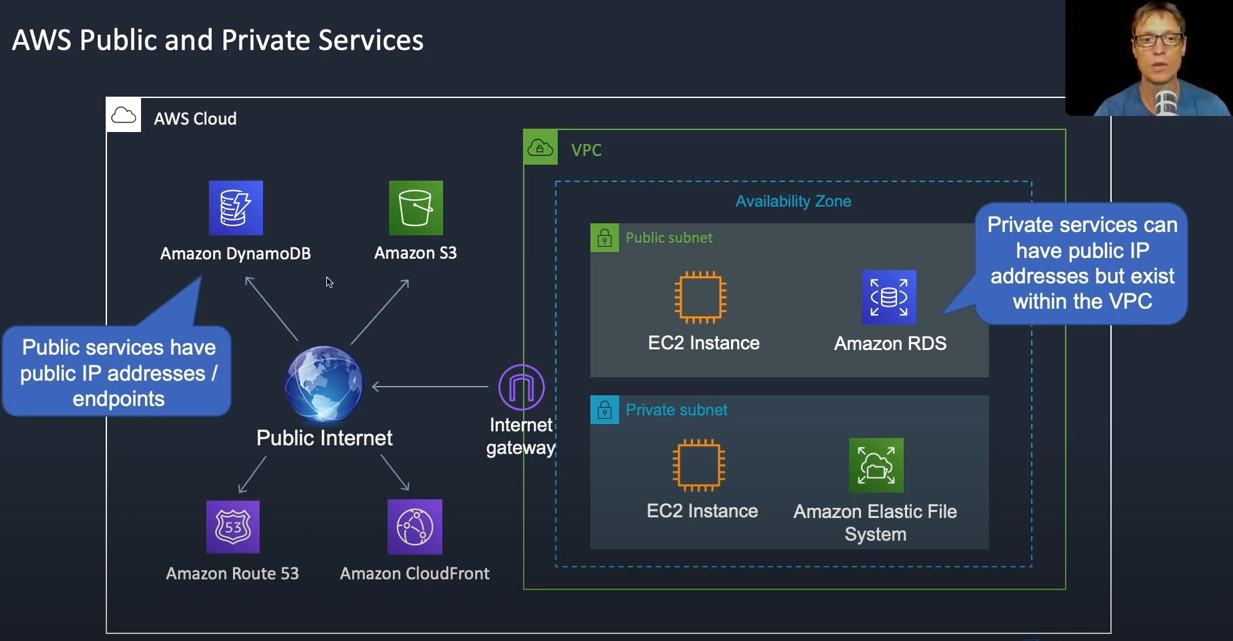 AWS Public and Private Services
AWS Cloud
VPC
Availability Zone
Amazon DynamoDB
Amazon S3
Public subnet
EC2 Instance
Amazon RDS
Private services can
have public IP
addresses but exist
within the VPC
Public services have
public IP addresses /
endpoints
Public Internet
Internet
gateway
Private subnet
EC2 Instance
Amazon Elastic File
System
53
Amazon Route 53
Amazon CloudFront